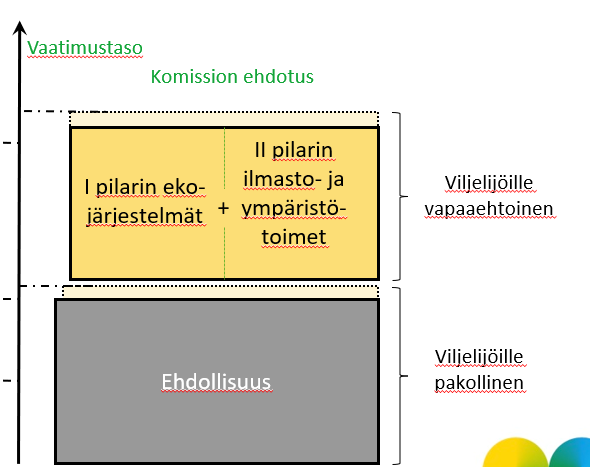 Vaatimustaso
Komission ehdotus
I pilarin eko-
järjestelmät
+
II pilarin
ilmasto- ja
ympäristö-
toimet
Viljelijöille
vapaaehtoinen
Ehdollisuus
Viljelijöille
pakollinen